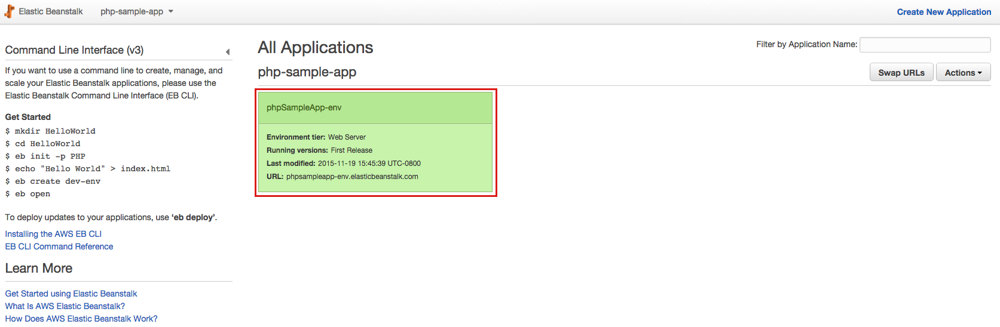 Elastic Beanstalk php-sample-app
Create New Application
Command Line Interface (v3)
If you want to use a command line to create, manage, and
scale your Elastic Beanstalk applications, please use the
Elastic Beanstalk Command Line Interface (EB CLI).
Get Started
$ mkdir HelloWorld
$ cd HelloWorld
$ eb init -p PHP
$ echo "Hello World" > index.html
$ eb create dev-env
$ eb open
To deploy updates to your applications, use ‘eb deploy’.
Installing the AWS EB CLI
EB CLI Command Reference
Learn More
Get Started using Elastic Beanstalk
What Is AWS Elastic Beanstalk?
How Does AWS Elastic Beanstalk Work?
All Applications
Filter by Application Name:
php-sample-app
Swap URLs Actions
phpSampleApp-env
Environment tier: Web Server
Running versions: First Release
Last modified: 2015-11-19 15:45:39 UTC-0800
URL: phpsampleapp-env.elasticbeanstalk.com